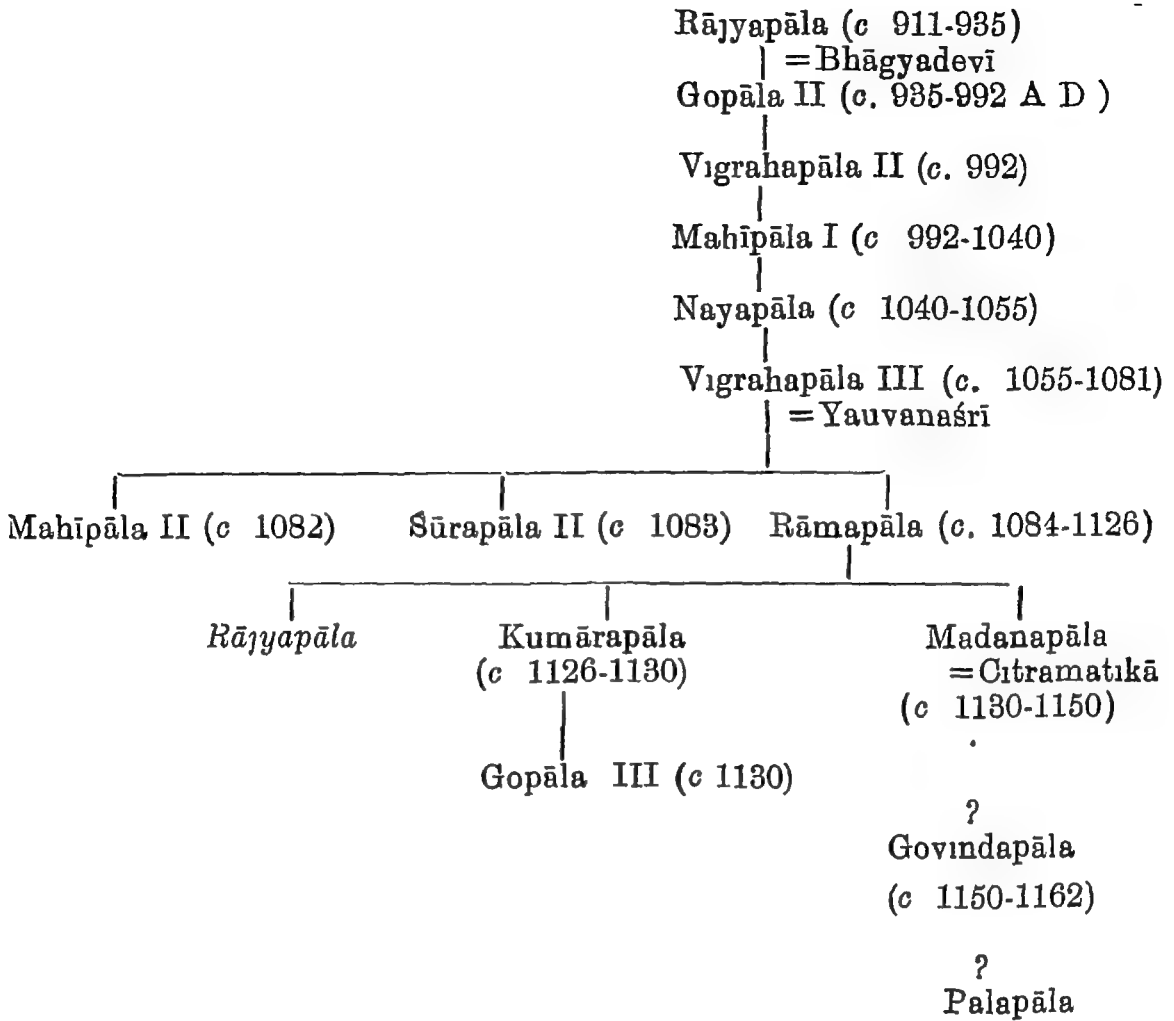 Rājyapāla (c 911-935)
=Bhāgyadevī
Gopāla II (c. 935-992 A D )
Vigrahapāla II (c. 992)
Mahīpāla I (c 992-1040)
Nayapāla (c 1040-1055)
Vigrahapāla III (c. 1055-1081)
=Yauvanaśrī
Mahīpāla II (c 1082) Śūrapāla II (c 1083) Rāmapāla (c. 1084-1126)
Rājyapāla Kumārapāla Madanapāla
=Citramatikā
(c 1126-1130) (c 1130-1150)
Gopāla III (c 1130)
?
Govindapāla
(c 1150-1162)
?
Palapāla